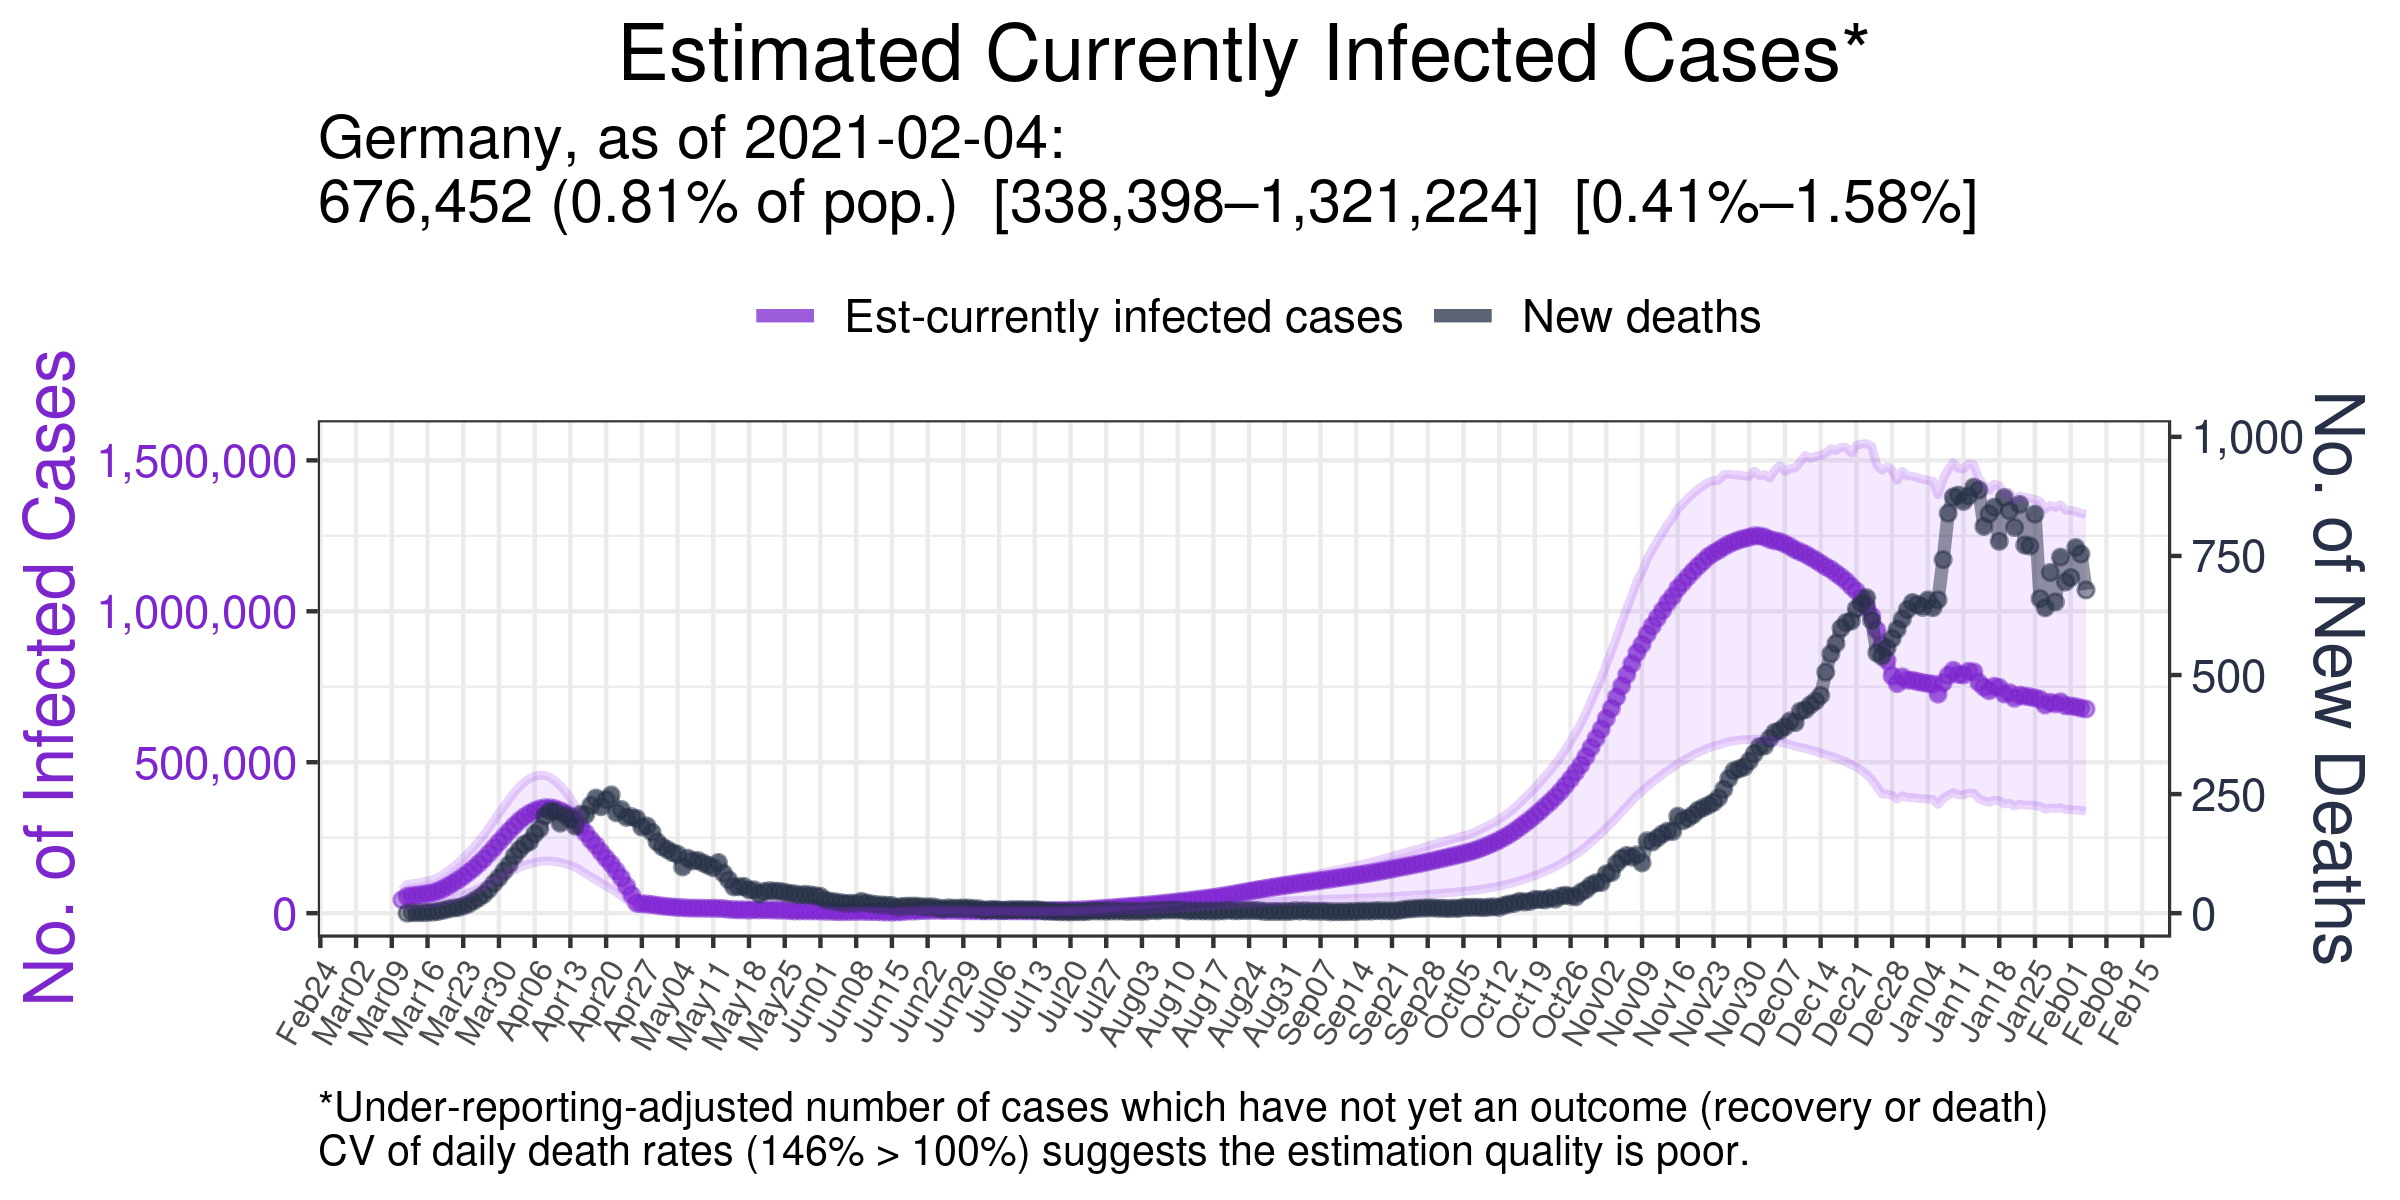 Estimated Currently Infected Cases*
Germany, as of 2021-02-04:
676,452 (0.81% of pop.) [338,398–1,321,224] [0.41%–1.58%]
Est-currently infected cases New deaths
No. of Infected Cases
1,500,000
1,000,000
500,000
0
1,000
750
500
250
0
No. of New Deaths
Feb24 Mar02 Mar09 Mar16 Mar23 Mar30 Apr06 Apr13 Apr20 Apr27 May04 May11 May18 May25 Jun01 Jun08 Jun15 Jun22 Jun29 Jul06 Jul13 Jul20 Jul27 Aug03 Aug10 Aug17 Aug24 Aug31 Sep07 Sep14 Sep21 Sep28 Oct05 Oct12 Oct19 Oct26 Nov02 Nov09 Nov16 Nov23 Nov30 Dec07 Dec14 Dec21 Dec28 Jan04 Jan11 Jan18 Jan25 Feb01 Feb08 Feb15
*Under-reporting-adjusted number of cases which have not yet an outcome (recovery or death)
CV of daily death rates (146% > 100%) suggests the estimation quality is poor.